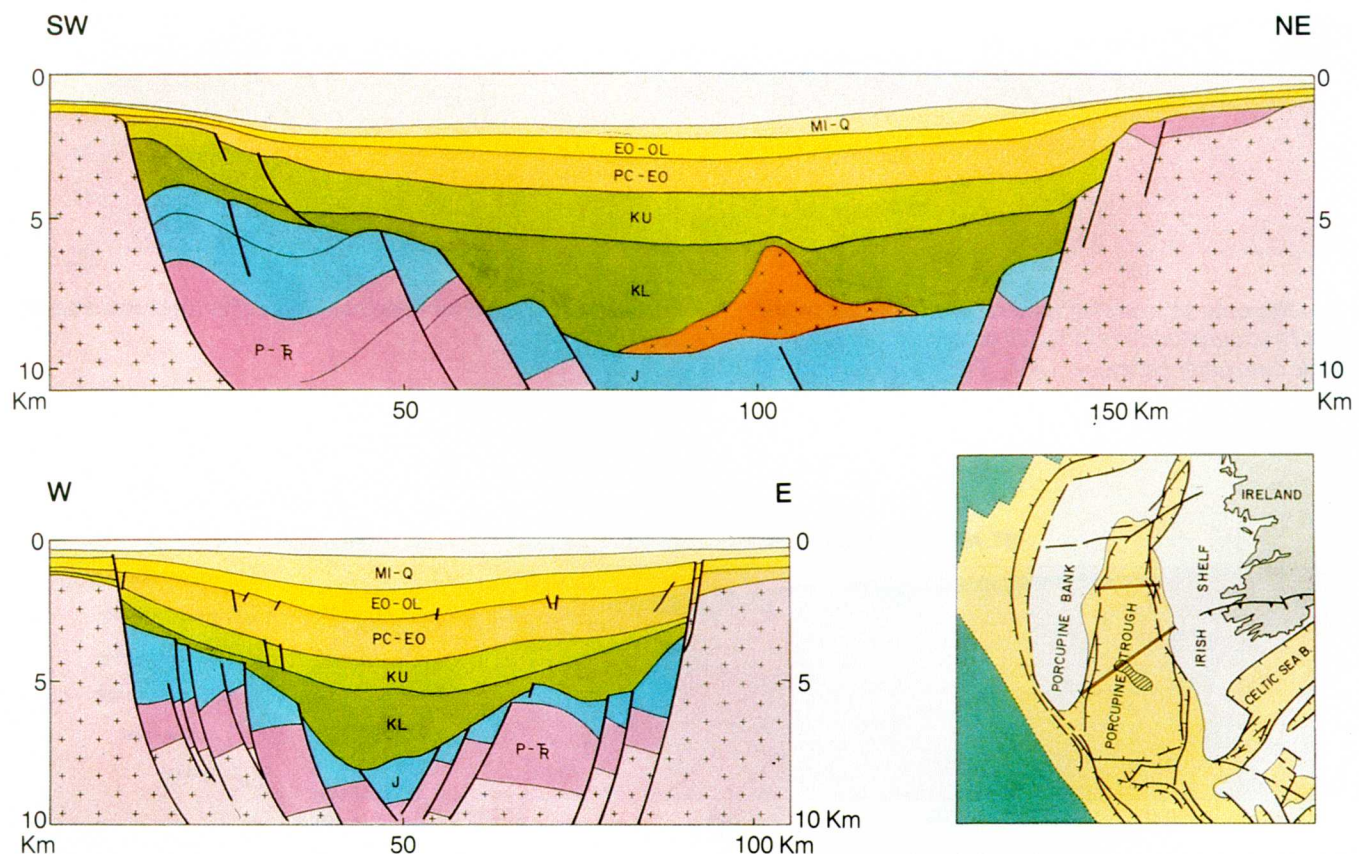 SW NE
0 0
MI-Q
EO-OL
PC-EO
KU
5 5
KL
P-TR
J
10 10
Km Km
50 100 150 Km
W E
0 0
MI-Q
EO-OL
PC-EO
KU
5 5
KL
P-TR
J
10 10 Km
Km 50 100
IRELAND
PORCUPINE BANK
PORCUPINE TROUGH
IRISH SHELF
CELTIC SEA B.